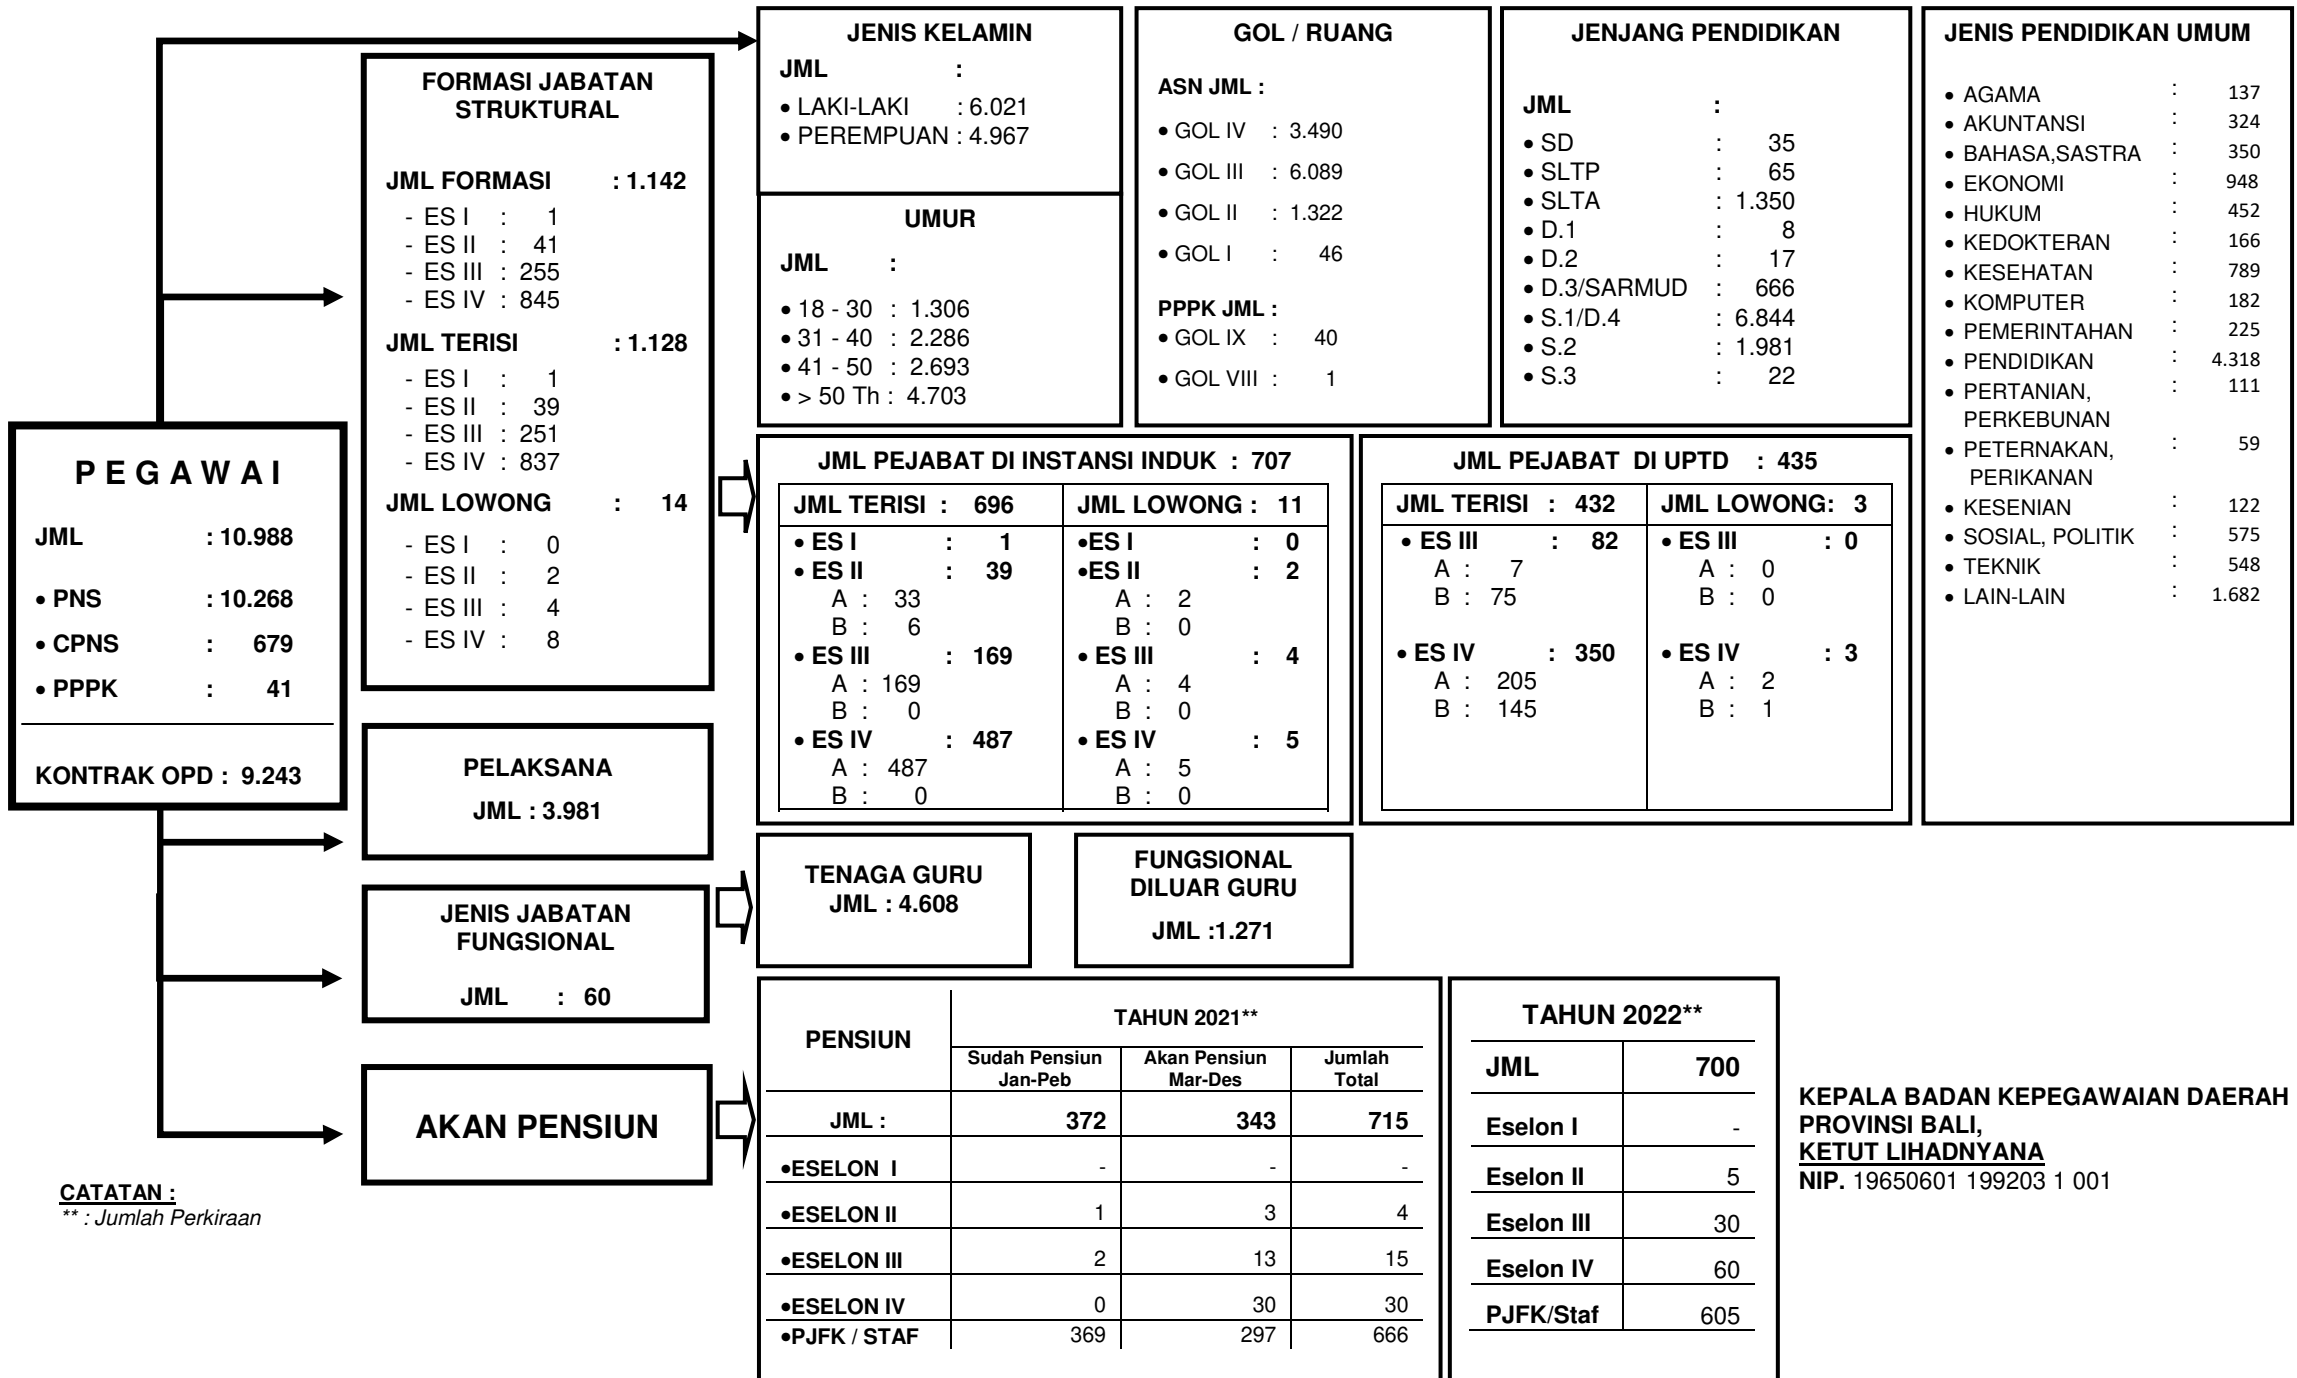 PEGAWAI
JML : 10.988
• PNS : 10.268
• CPNS : 679
• PPPK : 41
KONTRAK OPD : 9.243
FORMASI JABATAN
STRUKTURAL
JML FORMASI : 1.142
- ES I : 1
- ES II : 41
- ES III : 255
- ES IV : 845
JML TERISI : 1.128
- ES I : 1
- ES II : 39
- ES III : 251
- ES IV : 837
JML LOWONG : 14
- ES I : 0
- ES II : 2
- ES III : 4
- ES IV : 8
PELAKSANA
JML : 3.981
JENIS JABATAN
FUNGSIONAL
JML : 60
AKAN PENSIUN
JENIS KELAMIN
JML :
• LAKI-LAKI : 6.021
• PEREMPUAN : 4.967
UMUR
JML :
• 18 - 30 : 1.306
• 31 - 40 : 2.286
• 41 - 50 : 2.693
• > 50 Th : 4.703
GOL / RUANG
ASN JML :
• GOL IV : 3.490
• GOL III : 6.089
• GOL II : 1.322
• GOL I : 46
PPPK JML :
• GOL IX : 40
• GOL VIII : 1
JENJANG PENDIDIKAN
JML :
• SD : 35
• SLTP : 65
• SLTA : 1.350
• D.1 : 8
• D.2 : 17
• D.3/SARMUD : 666
• S.1/D.4 : 6.844
• S.2 : 1.981
• S.3 : 22
JENIS PENDIDIKAN UMUM
• AGAMA : 137
• AKUNTANSI : 324
• BAHASA,SASTRA : 350
• EKONOMI : 948
• HUKUM : 452
• KEDOKTERAN : 166
• KESEHATAN : 789
• KOMPUTER : 182
• PEMERINTAHAN : 225
• PENDIDIKAN : 4.318
• PERTANIAN, : 111
PERKEBUNAN
• PETERNAKAN, : 59
PERIKANAN
• KESENIAN : 122
• SOSIAL, POLITIK : 575
• TEKNIK : 548
• LAIN-LAIN : 1.682
JML PEJABAT DI INSTANSI INDUK : 707
JML TERISI : 696
• ES I : 1
• ES II : 39
A : 33
B : 6
• ES III : 169
A : 169
B : 0
• ES IV : 487
A : 487
B : 0
JML LOWONG : 11
•ES I : 0
•ES II : 2
A : 2
B : 0
• ES III : 4
A : 4
B : 0
• ES IV : 5
A : 5
B : 0
JML PEJABAT DI UPTD : 435
JML TERISI : 432
• ES III : 82
A : 7
B : 75
• ES IV : 350
A : 205
B : 145
JML LOWONG: 3
• ES III : 0
A : 0
B : 0
• ES IV : 3
A : 2
B : 1
TENAGA GURU
JML : 4.608
FUNGSIONAL
DILUAR GURU
JML :1.271
PENSIUN
TAHUN 2021**
Sudah Pensiun Akan Pensiun Jumlah
Jan-Peb Mar-Des Total
JML : 372 343 715
•ESELON I - - -
•ESELON II 1 3 4
•ESELON III 2 13 15
•ESELON IV 0 30 30
•PJFK / STAF 369 297 666
TAHUN 2022**
JML 700
Eselon I -
Eselon II 5
Eselon III 30
Eselon IV 60
PJFK/Staf 605
KEPALA BADAN KEPEGAWAIAN DAERAH
PROVINSI BALI,
KETUT LIHADNYANA
NIP. 19650601 199203 1 001
CATATAN :
** : Jumlah Perkiraan